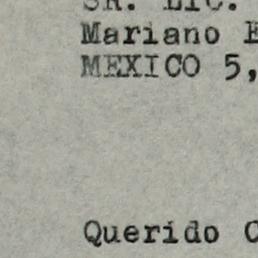 SR. LIC.
Mariano E
MEXICO 5,
Querido C